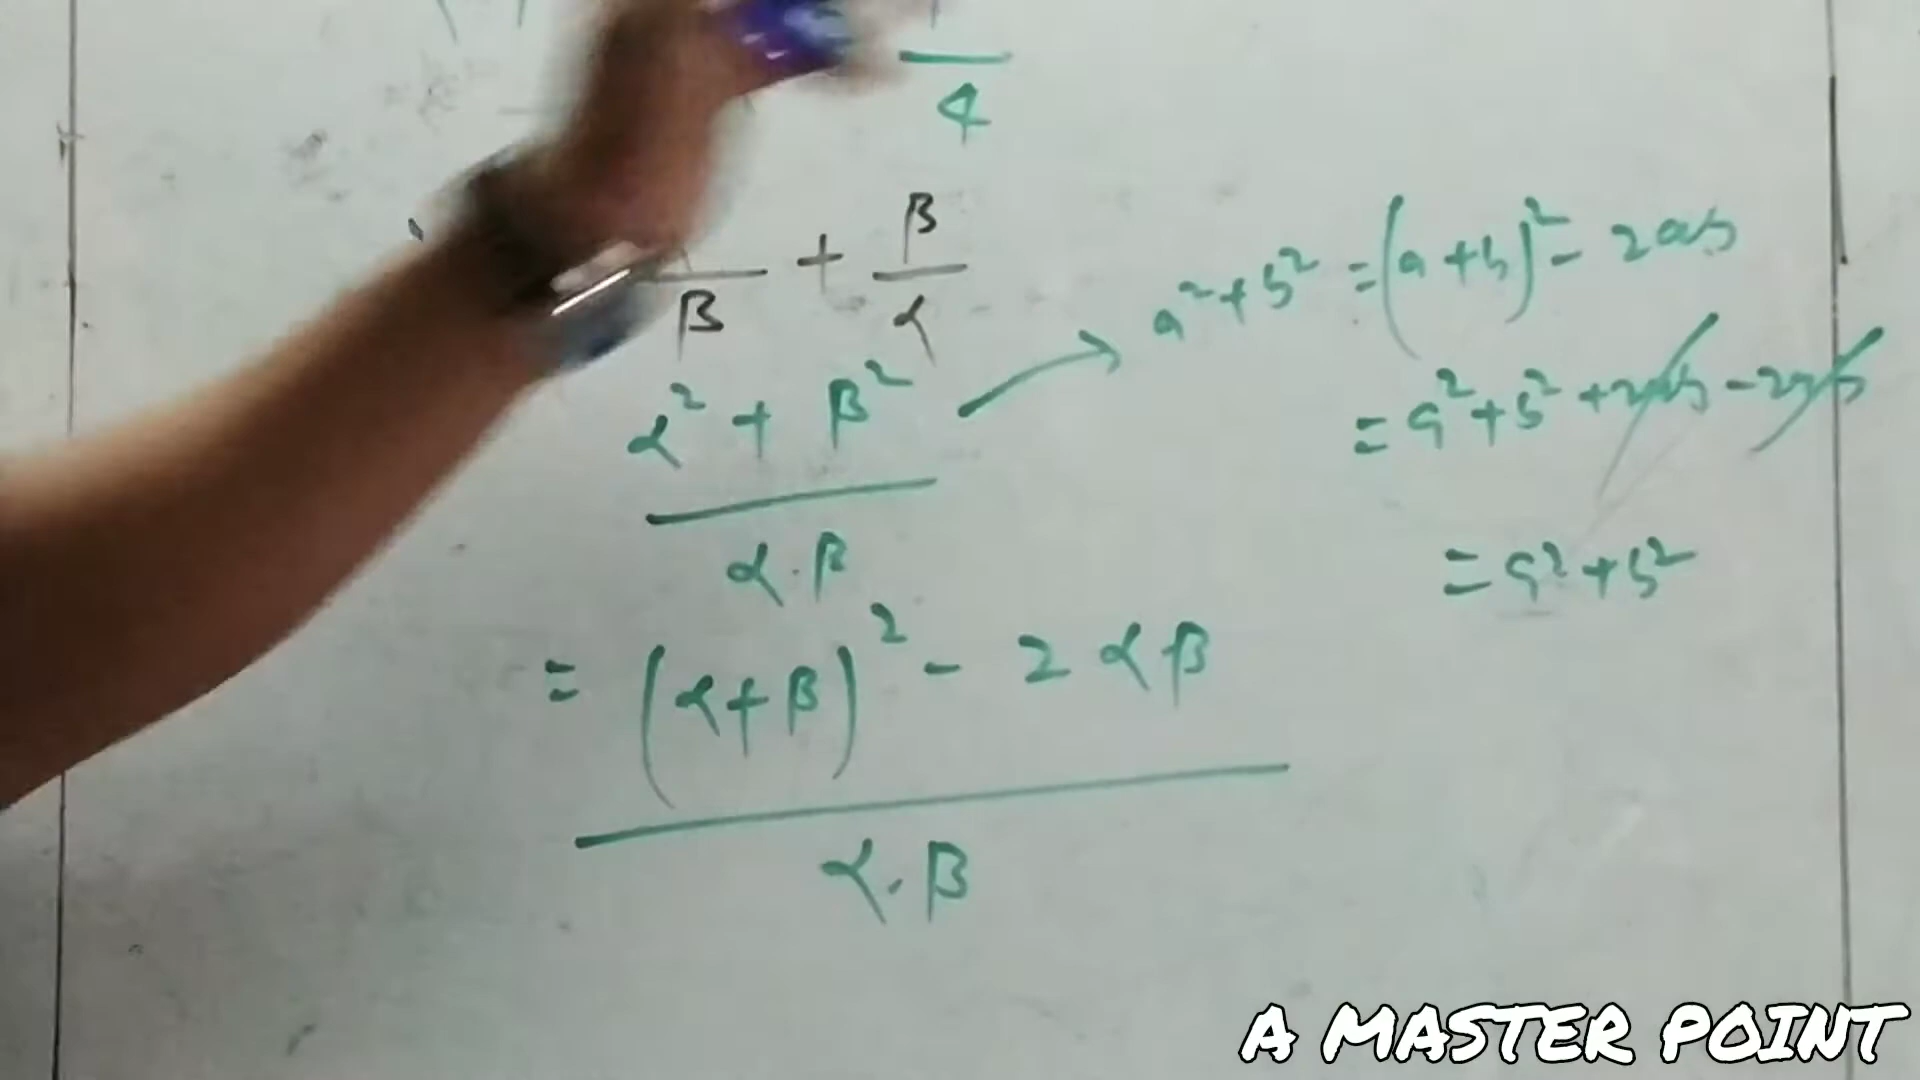 4
β + β
α
α² + β²
α.β
= (α+β)² - 2αβ
α.β
a²+b² = (a+b)² - 2ab
= a²+b²+2ab-2ab
= a²+b²
A MASTER POINT